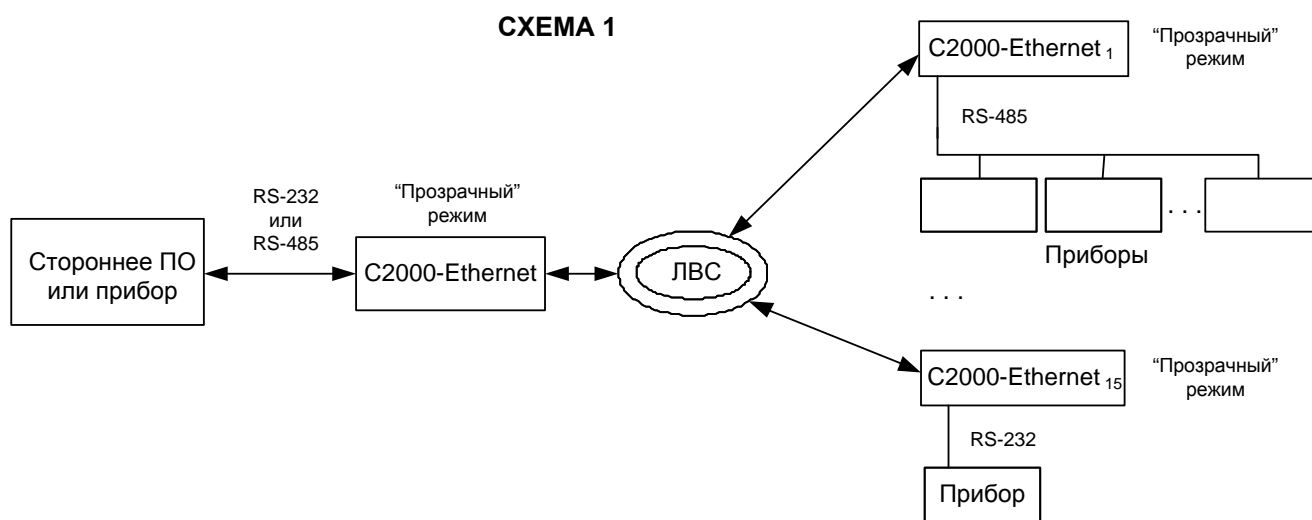 СХЕМА 1
С2000-Ethernet 1
“Прозрачный”
режим
RS-485
. . .
Приборы
RS-232
или
RS-485
“Прозрачный”
режим
Стороннее ПО
или прибор
С2000-Ethernet
ЛВС
. . .
С2000-Ethernet 15
“Прозрачный”
режим
RS-232
Прибор